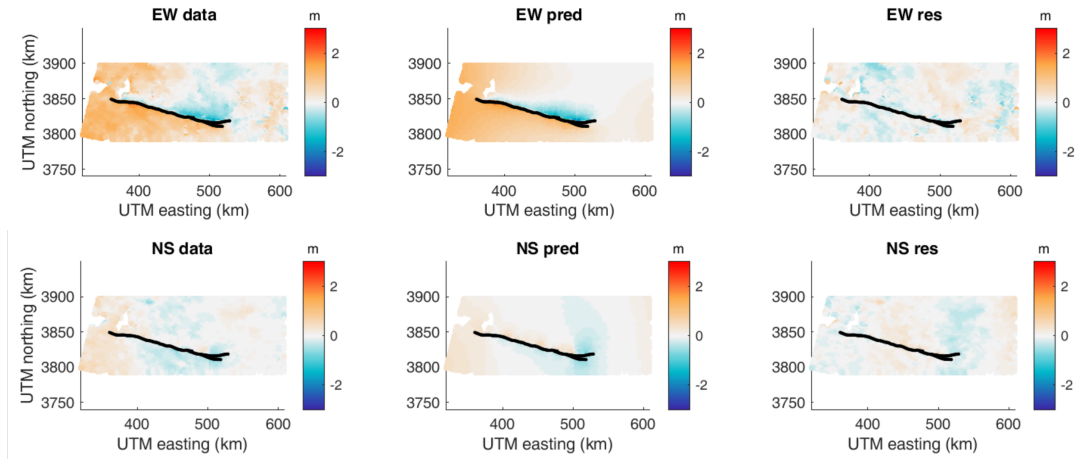 EW data
m
EW pred
m
EW res
m
UTM northing (km)
3900
3850
3800
3750
2
0
-2
3900
3850
3800
3750
2
0
-2
3900
3850
3800
3750
2
0
-2
400 500 600
UTM easting (km)
400 500 600
UTM easting (km)
400 500 600
UTM easting (km)
NS data
m
NS pred
m
NS res
m
UTM northing (km)
3900
3850
3800
3750
2
0
-2
3900
3850
3800
3750
2
0
-2
3900
3850
3800
3750
2
0
-2
400 500 600
UTM easting (km)
400 500 600
UTM easting (km)
400 500 600
UTM easting (km)